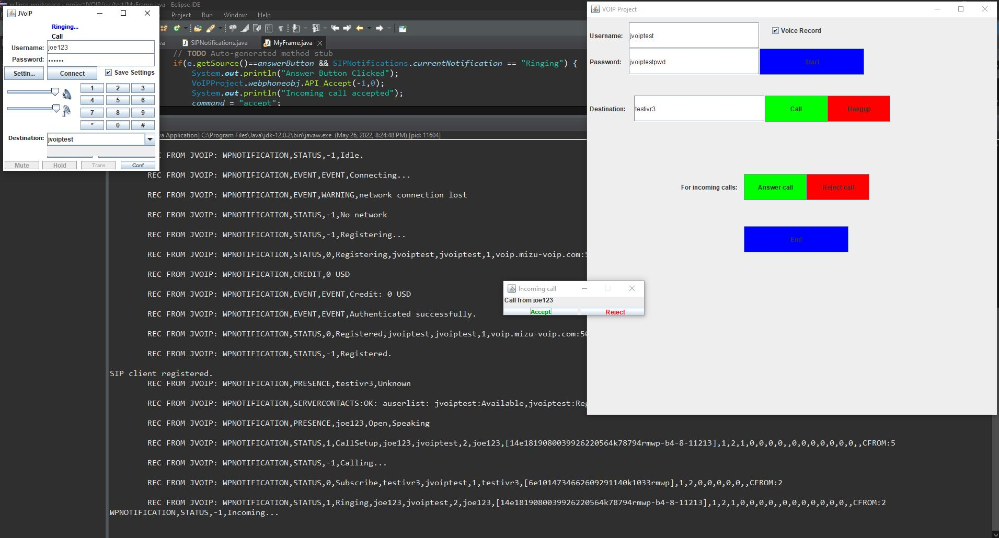 eclipse-workspace - projectJVOIP/src/test/MyFrame.java - Eclipse IDE
Project Run Window Help
SIPNotifications.java MyFrame.java
// TODO Auto-generated method stub
if(e.getSource()==answerButton && SIPNotifications.currentNotification == "Ringing") {
System.out.println("Answer Button Clicked");
VoIPProject.webphoneobj.API_Accept(-1,0);
System.out.println("Incoming call accepted");
command = "accept";
JVoIP
Ringing...
Call
Username: joe123
Password: ••••••
Settin... Connect Save Settings
1 2 3
4 5 6
7 8 9
* 0 #
Destination: jvoiptest
Mute Hold Trans Conf
Application] C:\Program Files\Java\jdk-12.0.2\bin\javaw.exe (May 26, 2022, 8:24:48 PM) [pid: 11604]
FROM JVOIP: WPNOTIFICATION,STATUS,-1,Idle.
REC FROM JVOIP: WPNOTIFICATION,EVENT,EVENT,Connecting...
REC FROM JVOIP: WPNOTIFICATION,EVENT,WARNING,network connection lost
REC FROM JVOIP: WPNOTIFICATION,STATUS,-1,No network
REC FROM JVOIP: WPNOTIFICATION,STATUS,-1,Registering...
REC FROM JVOIP: WPNOTIFICATION,STATUS,0,Registering,jvoiptest,jvoiptest,1,voip.mizu-voip.com:5
REC FROM JVOIP: WPNOTIFICATION,CREDIT,0 USD
REC FROM JVOIP: WPNOTIFICATION,EVENT,EVENT,Credit: 0 USD
REC FROM JVOIP: WPNOTIFICATION,EVENT,EVENT,Authenticated successfully.
REC FROM JVOIP: WPNOTIFICATION,STATUS,0,Registered,jvoiptest,jvoiptest,1,voip.mizu-voip.com:50
REC FROM JVOIP: WPNOTIFICATION,STATUS,-1,Registered.
SIP client registered.
REC FROM JVOIP: WPNOTIFICATION,PRESENCE,testivr3,Unknown
REC FROM JVOIP: WPNOTIFICATION,SERVERCONTACTS:OK: auserlist: jvoiptest:Available,jvoiptest:Reg
REC FROM JVOIP: WPNOTIFICATION,PRESENCE,joe123,Open,Speaking
REC FROM JVOIP: WPNOTIFICATION,STATUS,1,CallSetup,joe123,jvoiptest,2,joe123,[14e1819080039926220564k78794rmwp-b4-8-11213],1,2,1,0,0,0,0,,0,0,0,0,0,0,0,,CFROM:5
REC FROM JVOIP: WPNOTIFICATION,STATUS,-1,Calling...
REC FROM JVOIP: WPNOTIFICATION,STATUS,0,Subscribe,testivr3,jvoiptest,1,testivr3,[6e1014734662609291140k1033rmwp],1,2,0,0,0,0,0,,CFROM:2
REC FROM JVOIP: WPNOTIFICATION,STATUS,1,Ringing,joe123,jvoiptest,2,joe123,[14e1819080039926220564k78794rmwp-b4-8-11213],1,2,1,0,0,0,0,,0,0,0,0,0,0,0,,CFROM:2
WPNOTIFICATION,STATUS,-1,Incoming...
VOIP Project
Username: jvoiptest Voice Record
Password: jvoiptestpwd Start
Destination: testivr3 Call Hangup
For incoming calls: Answer call Reject call
End
Incoming call
Call from joe123
Accept Reject